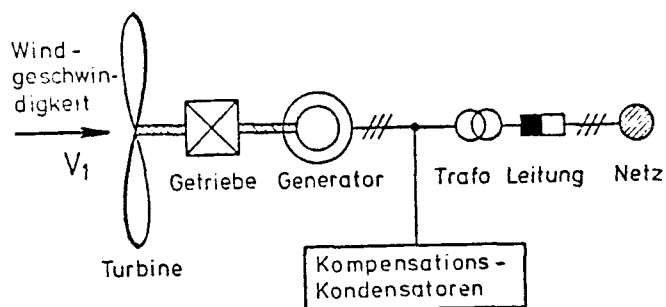 Wind-
geschwin-
digkeit
V₁
Getriebe
Generator
Trafo
Leitung
Netz
Turbine
Kompensations-
Kondensatoren